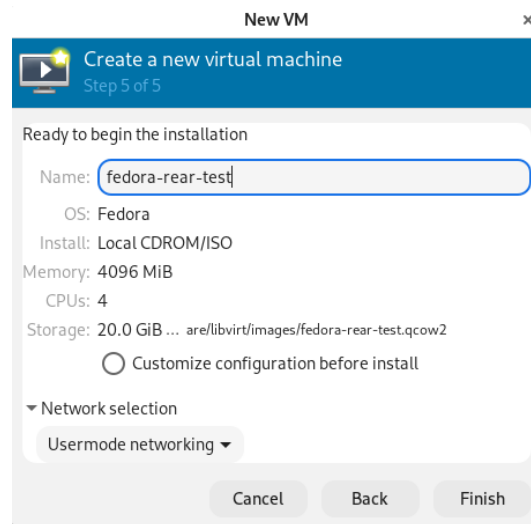 New VM
Create a new virtual machine
Step 5 of 5
Ready to begin the installation
Name: fedora-rear-test
OS: Fedora
Install: Local CDROM/ISO
Memory: 4096 MiB
CPUs: 4
Storage: 20.0 GiB ... are/libvirt/images/fedora-rear-test.qcow2
Customize configuration before install
Network selection
Usermode networking
Cancel Back Finish